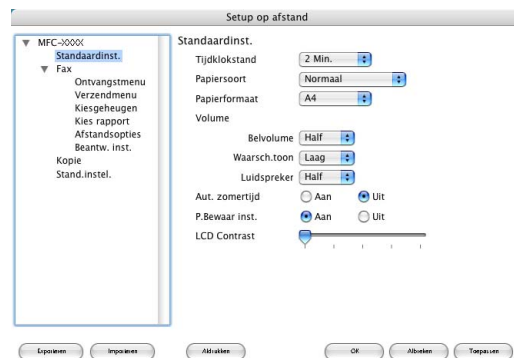 Setup op afstand
MFC-XXXX
Standaardinst.
Fax
Ontvangstmenu
Verzendmenu
Kiesgeheugen
Kies rapport
Afstandsopties
Beantw. inst.
Kopie
Stand.instel.
Standaardinst.
Tijdklokstand 2 Min.
Papiersoort Normaal
Papierformaat A4
Volume
Belvolume Half
Waarsch.toon Laag
Luidspreker Half
Aut. zomertijd Aan Uit
P.Bewaar inst. Aan Uit
LCD Contrast
Exporteren Importeren Afdrukken OK Afbreken Toepassen